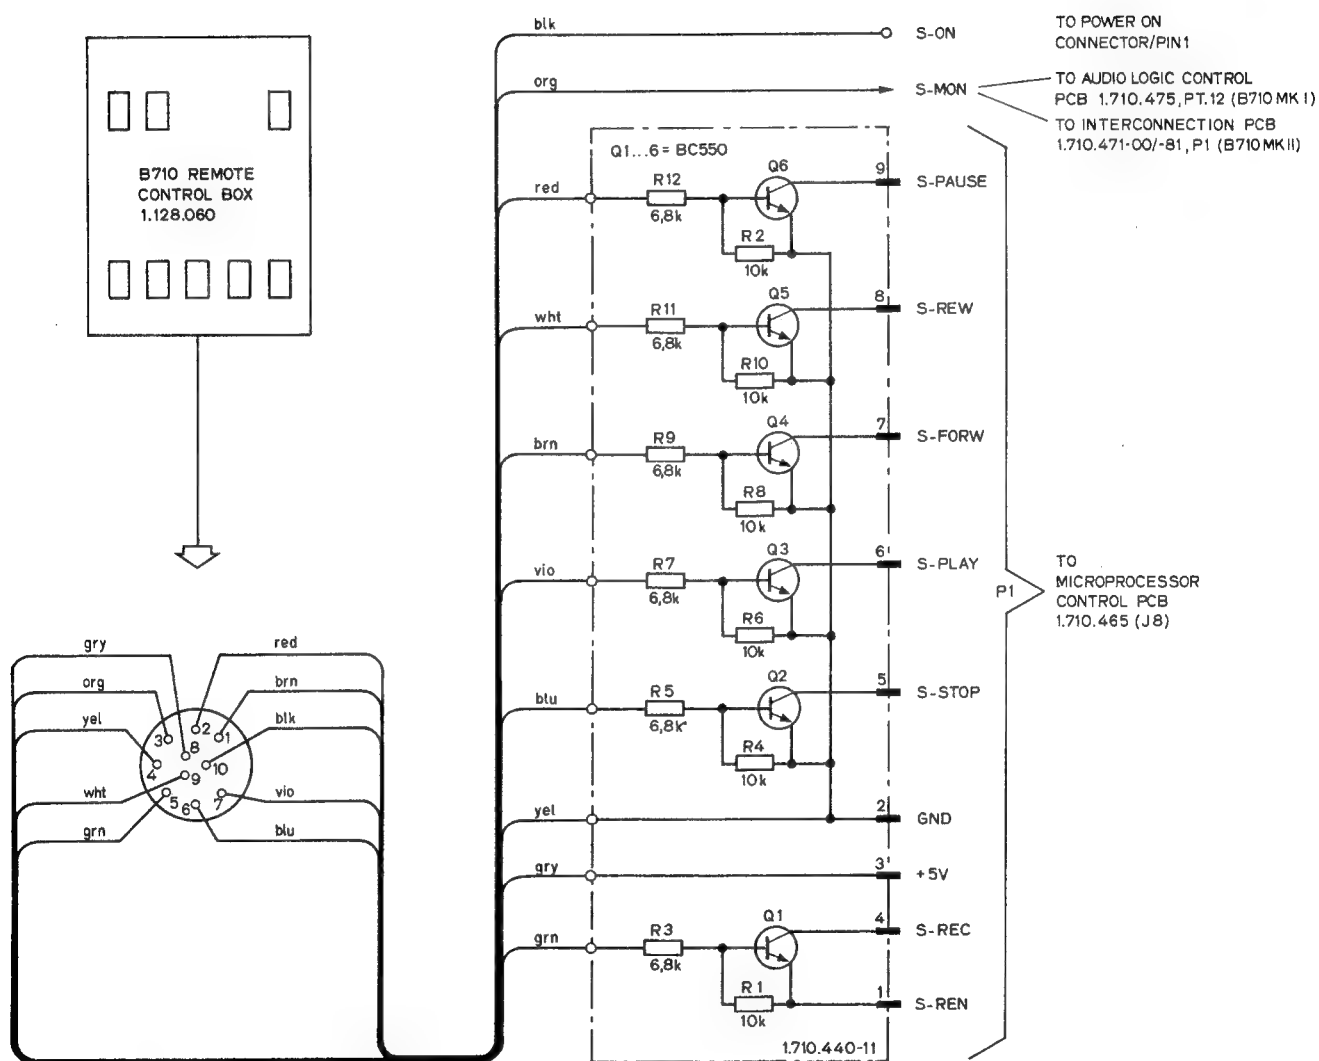 blk
S-ON
TO POWER ON
CONNECTOR/PIN1
org
S-MON
TO AUDIO LOGIC CONTROL
PCB 1.710.475, PT.12 (B710 MK I)
TO INTERCONNECTION PCB
1.710.471-00/-81, P1 (B710 MKII)
B710 REMOTE
CONTROL BOX
1.128.060
Q1...6 = BC550
red
R12
6,8k
Q6
R2
10k
9
S-PAUSE
wht
R11
6,8k
Q5
R10
10k
8
S-REW
brn
R9
6,8k
Q4
R8
10k
7
S-FORW
vio
R7
6,8k
Q3
R6
10k
6
S-PLAY
P1
TO
MICROPROCESSOR
CONTROL PCB
1.710.465 (J8)
blu
R5
6,8k
Q2
R4
10k
5
S-STOP
yel
2
GND
gry
3
+5V
grn
R3
6,8k
Q1
R1
10k
4
S-REC
1
S-REN
1.710.440-11
gry
red
org
brn
yel
blk
wht
vio
grn
blu
3
2
1
8
4
10
9
5
6
7